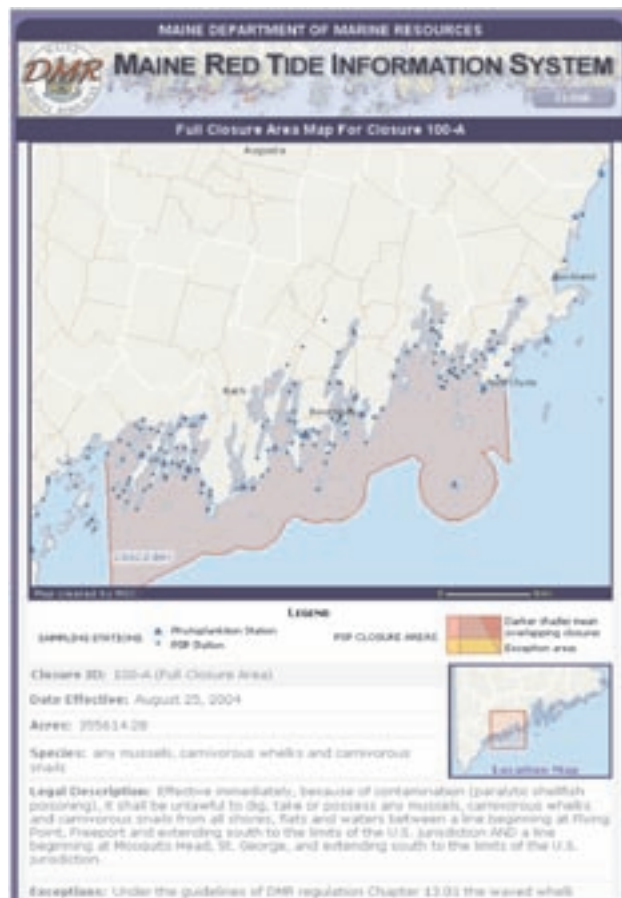 MAINE DEPARTMENT OF MARINE RESOURCES
DMR
MAINE RED TIDE INFORMATION SYSTEM
Full Closure Area Map For Closure 100-A
Augusta
Rockland
Bath
LEGEND
SAMPLING STATIONS
Phytoplankton Station
PSP Station
PSP CLOSURE AREAS
Darker shades mean
overlapping closures
Exception areas
Closure ID: 100-A (Full Closure Area)
Date Effective: August 25, 2004
Acres: 355614.28
Species: any mussels, carnivorous whelks and carnivorous
snails
Location Map
Legal Description: Effective immediately, because of contamination (paralytic shellfish
poisoning), it shall be unlawful to dig, take or possess any mussels, carnivorous whelks
and carnivorous snails from all shores, flats and waters between a line beginning at Flying
Point, Freeport and extending south to the limits of the U.S. jurisdiction AND a line
beginning at Mosquito Head, St. George, and extending south to the limits of the U.S.
jurisdiction.
Exceptions: Under the guidelines of DMR regulation Chapter 13.01 the waved whelk